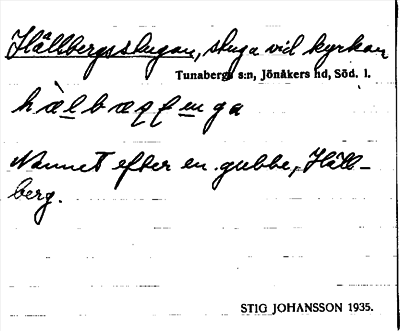 Hällbergsstugan, stuga vid kyrkan
Tunabergs s:n, Jönåkers hd, Söd. l.
Namnet efter en gubbe, Häll-
berg.
STIG JOHANSSON 1935.